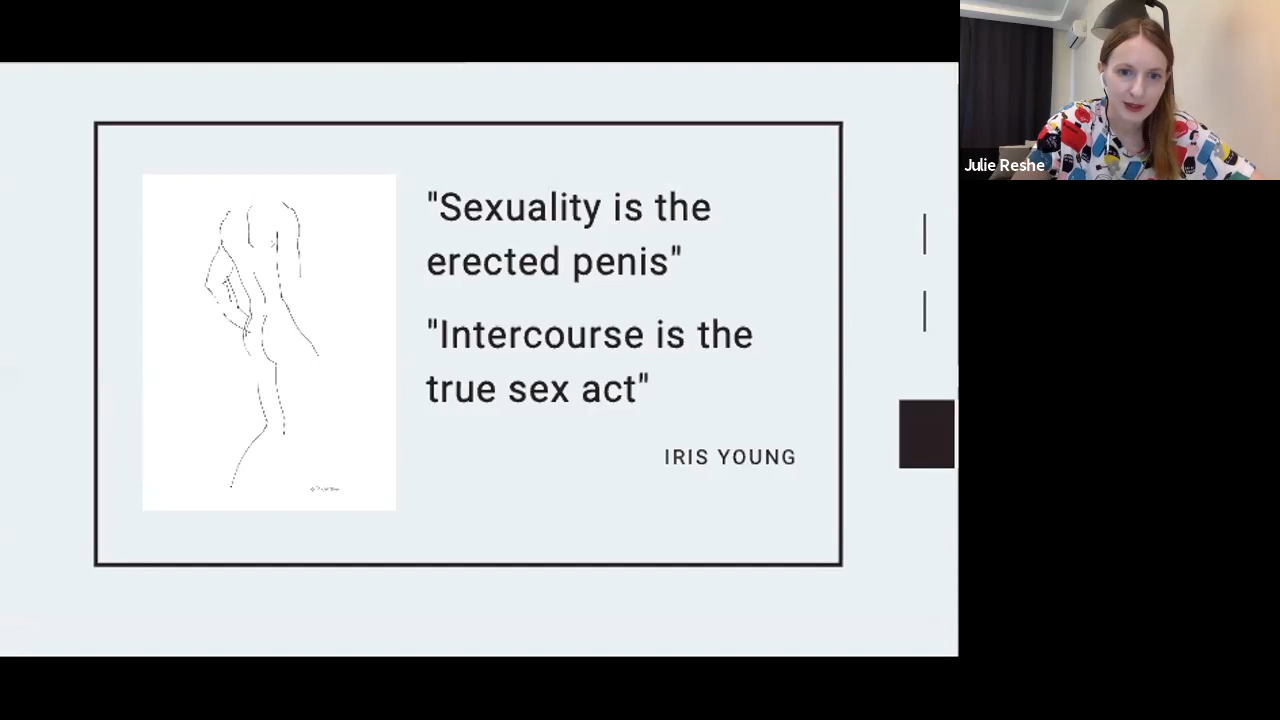 "Sexuality is the
erected penis"
"Intercourse is the
true sex act"
IRIS YOUNG
Julie Reshe